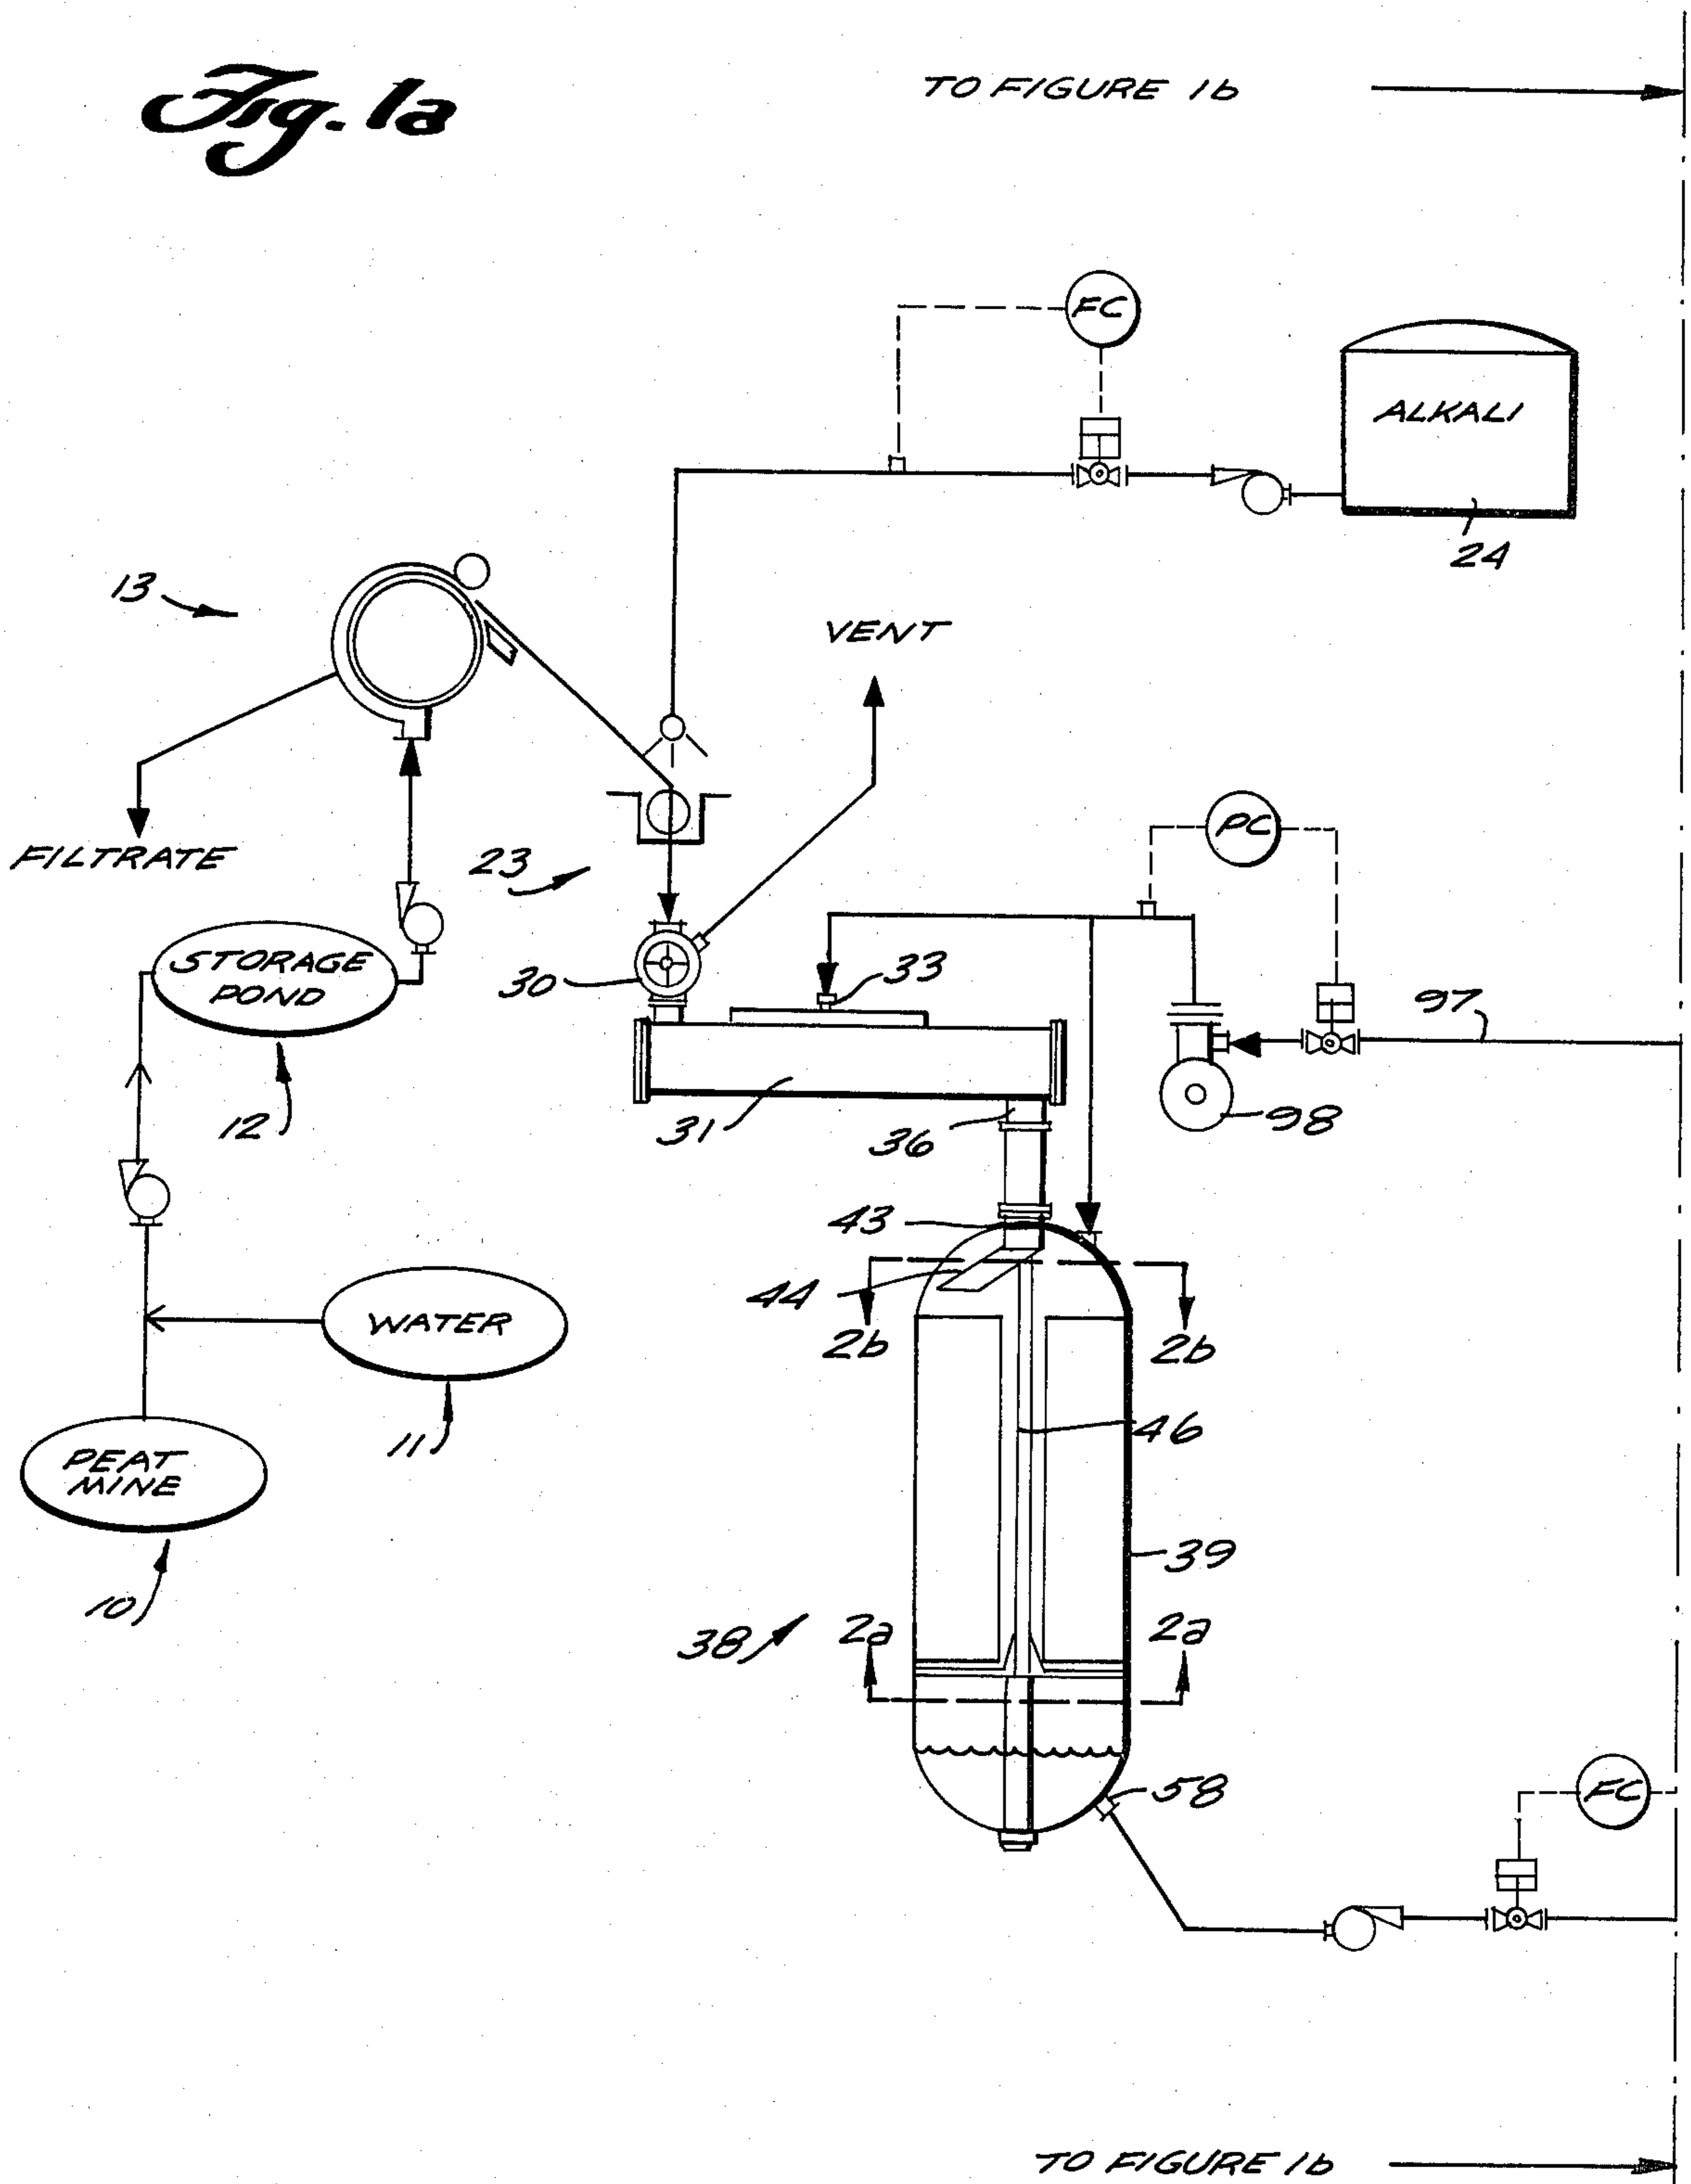 Fig. 1a
TO FIGURE 1b
FC
ALKALI
24
13
VENT
FILTRATE
23
PC
STORAGE
POND
30
33
97
12
31
36
98
43
44
WATER
2b
2b
11
46
PEAT
MINE
39
10
38
2a
2a
58
FC
TO FIGURE 1b